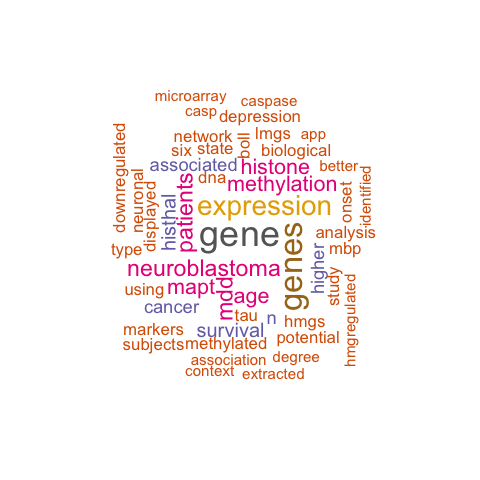 microarray
caspase
casp
depression
network
lmgs
app
six
state
boll
biological
associated
histone
better
dna
methylation
downregulated
neuronal
displayed
histhal
patients
expression
onset
identified
gene
genes
analysis
type
neuroblastoma
higher
mbp
using
mapt
mdd
age
study
hmgregulated
cancer
tau
n
hmgs
markers
survival
potential
subjects
methylated
association
degree
context
extracted